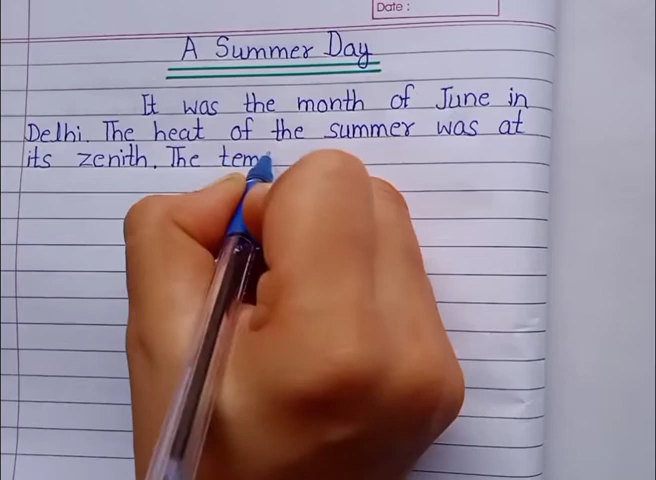 Date :
A Summer Day
It was the month of June in
Delhi. The heat of the summer was at
its zenith. The tem